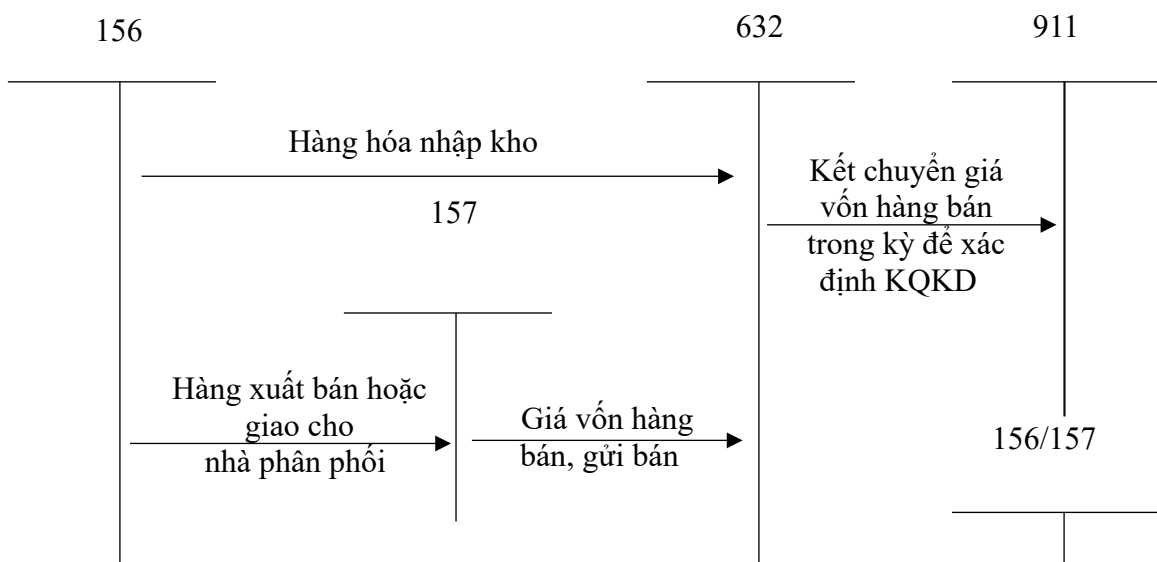 156
632
911
Hàng hóa nhập kho
157
Kết chuyển giá
vốn hàng bán
trong kỳ để xác
định KQKD
Hàng xuất bán hoặc
giao cho
nhà phân phối
Giá vốn hàng
bán, gửi bán
156/157